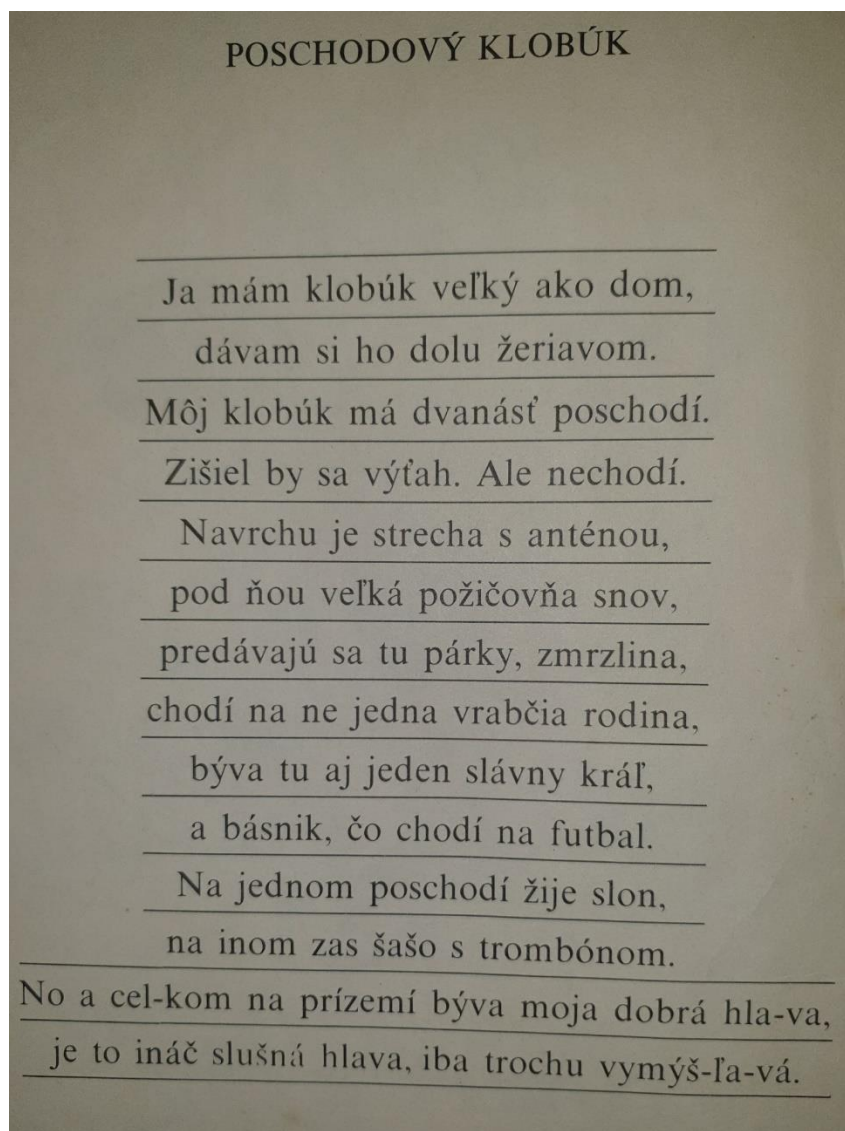 POSCHODOVÝ KLOBÚK
Ja mám klobúk veľký ako dom,
dávam si ho dolu žeriavom.
Môj klobúk má dvanásť poschodí.
Zišiel by sa výťah. Ale nechodí.
Navrchu je strecha s anténou,
pod ňou veľká požičovňa snov,
predávajú sa tu párky, zmrzlina,
chodí na ne jedna vrabčia rodina,
býva tu aj jeden slávny kráľ,
a básnik, čo chodí na futbal.
Na jednom poschodí žije slon,
na inom zas šašo s trombónom.
No a cel-kom na prízemí býva moja dobrá hla-va,
je to ináč slušná hlava, iba trochu vymýš-ľa-vá.